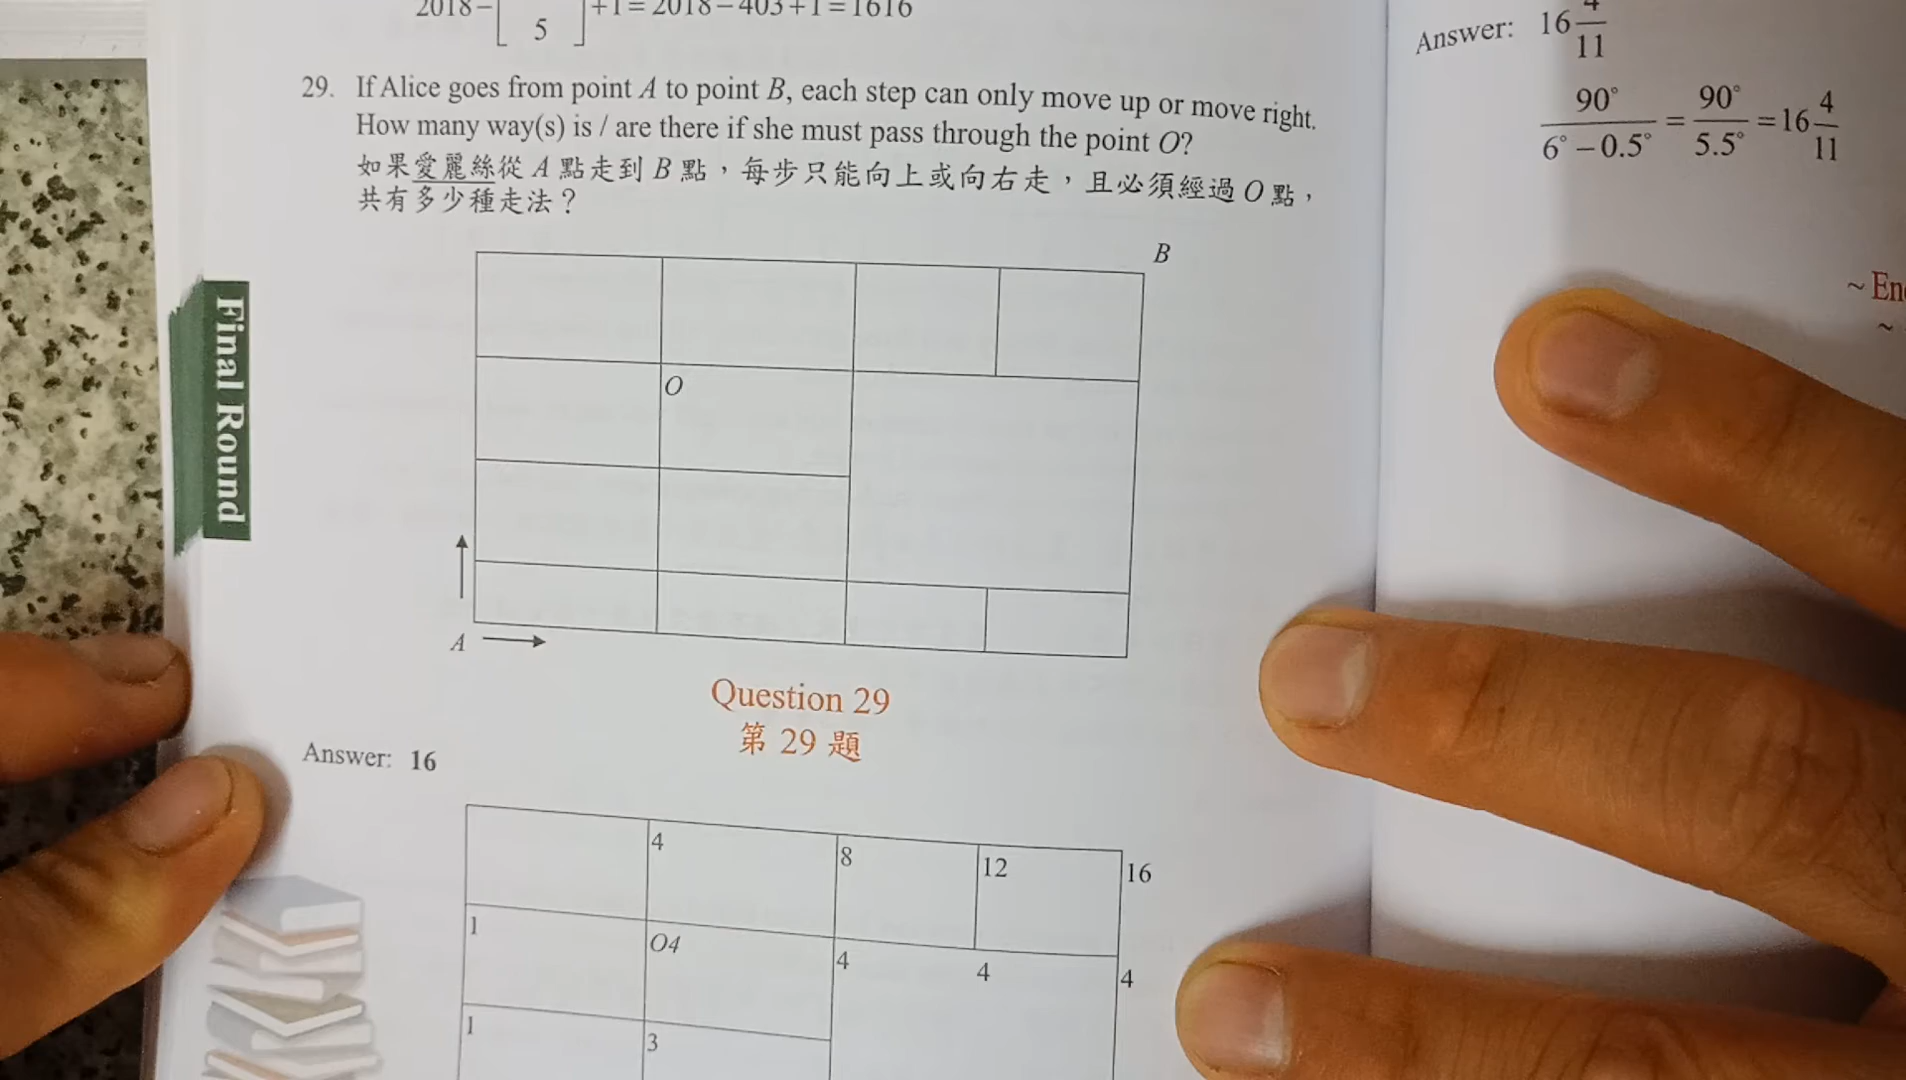 2018−[ 5 ]+1=2018−403+1=1616
29. If Alice goes from point A to point B, each step can only move up or move right.
How many way(s) is / are there if she must pass through the point O?
如果愛麗絲從 A 點走到 B 點，每步只能向上或向右走，且必須經過 O 點，
共有多少種走法？
B
O
A
Question 29
第 29 題
Answer: 16
4 8 12 16
1 O4 4 4 4
1 3
Final Round
Answer: 16 4/11
90°/(6°−0.5°) = 90°/5.5° = 16 4/11
~
~